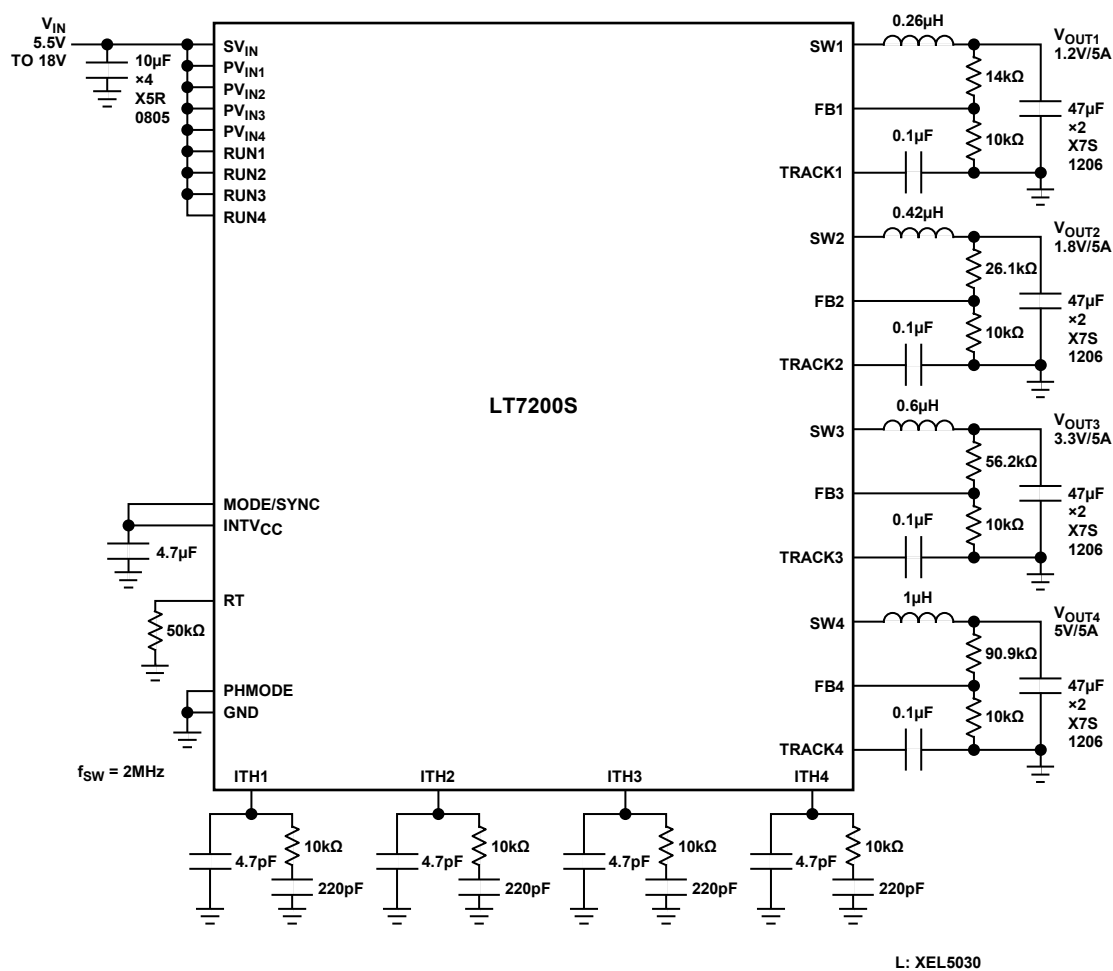 VIN
5.5V
TO 18V
10µF
×4
X5R
0805
SVIN
PVIN1
PVIN2
PVIN3
PVIN4
RUN1
RUN2
RUN3
RUN4
MODE/SYNC
INTVCC
4.7µF
RT
50kΩ
PHMODE
GND
fSW = 2MHz
LT7200S
SW1
0.26µH
VOUT1
1.2V/5A
14kΩ
FB1
47µF
×2
X7S
1206
0.1µF
10kΩ
TRACK1
SW2
0.42µH
VOUT2
1.8V/5A
26.1kΩ
FB2
47µF
×2
X7S
1206
0.1µF
10kΩ
TRACK2
SW3
0.6µH
VOUT3
3.3V/5A
56.2kΩ
FB3
47µF
×2
X7S
1206
0.1µF
10kΩ
TRACK3
SW4
1µH
VOUT4
5V/5A
90.9kΩ
FB4
47µF
×2
X7S
1206
0.1µF
10kΩ
TRACK4
ITH1
ITH2
ITH3
ITH4
4.7pF
10kΩ
220pF
4.7pF
10kΩ
220pF
4.7pF
10kΩ
220pF
4.7pF
10kΩ
220pF
L: XEL5030